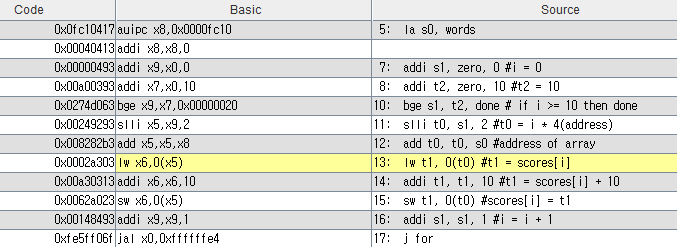 Code Basic Source
0x0fc10417 auipc x8,0x0000fc10 5: la s0, words
0x00040413 addi x8,x8,0
0x00000493 addi x9,x0,0 7: addi s1, zero, 0 #i = 0
0x00a00393 addi x7,x0,10 8: addi t2, zero, 10 #t2 = 10
0x0274d063 bge x9,x7,0x00000020 10: bge s1, t2, done # if i >= 10 then done
0x00249293 slli x5,x9,2 11: slli t0, s1, 2 #t0 = i * 4(address)
0x008282b3 add x5,x5,x8 12: add t0, t0, s0 #address of array
0x0002a303 lw x6,0(x5) 13: lw t1, 0(t0) #t1 = scores[i]
0x00a30313 addi x6,x6,10 14: addi t1, t1, 10 #t1 = scores[i] + 10
0x0062a023 sw x6,0(x5) 15: sw t1, 0(t0) #scores[i] = t1
0x00148493 addi x9,x9,1 16: addi s1, s1, 1 #i = i + 1
0xfe5ff06f jal x0,0xffffffe4 17: j for